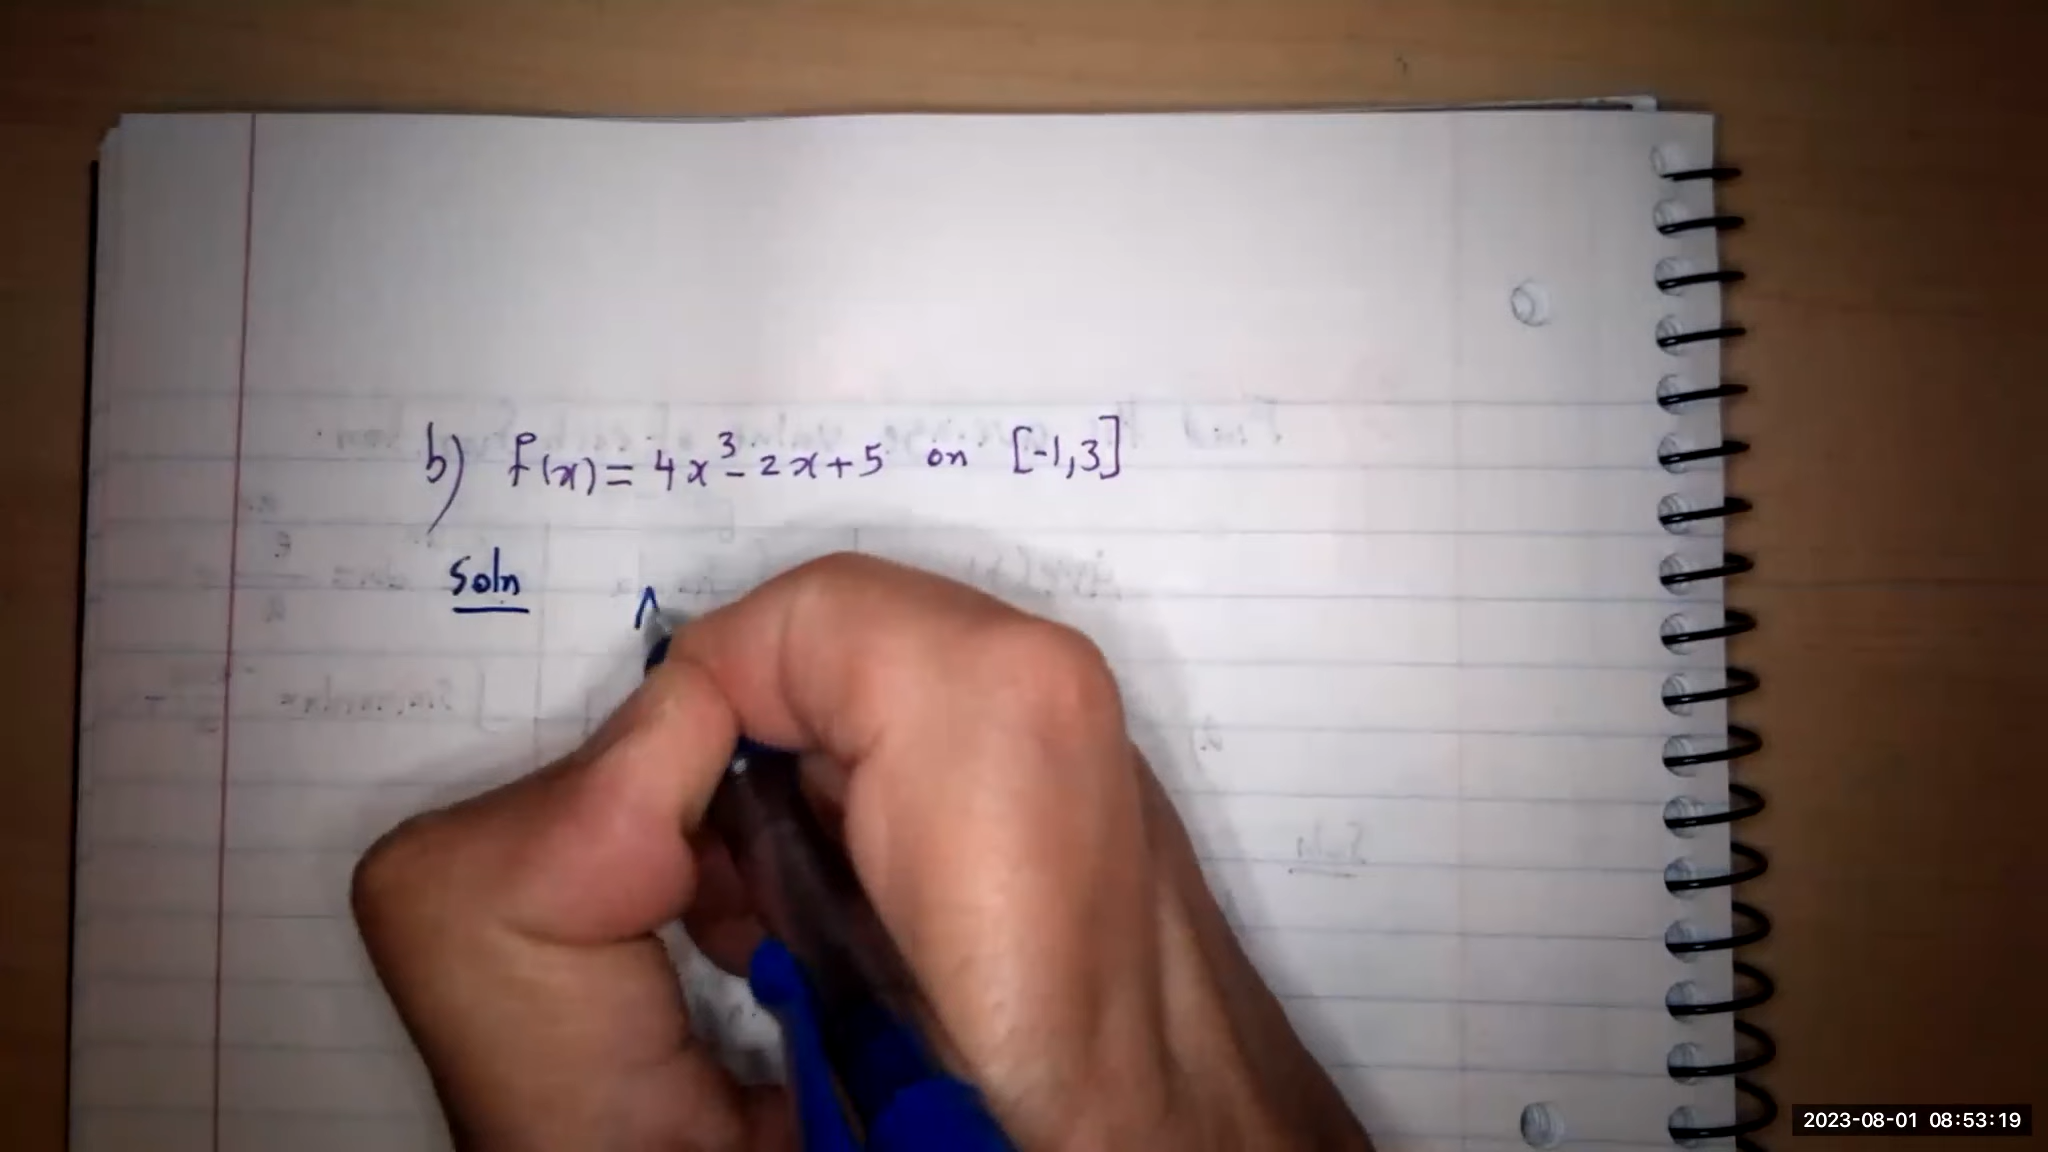 b) f(x) = 4x³ - 2x + 5 on [-1, 3]
Soln
2023-08-01 08:53:19